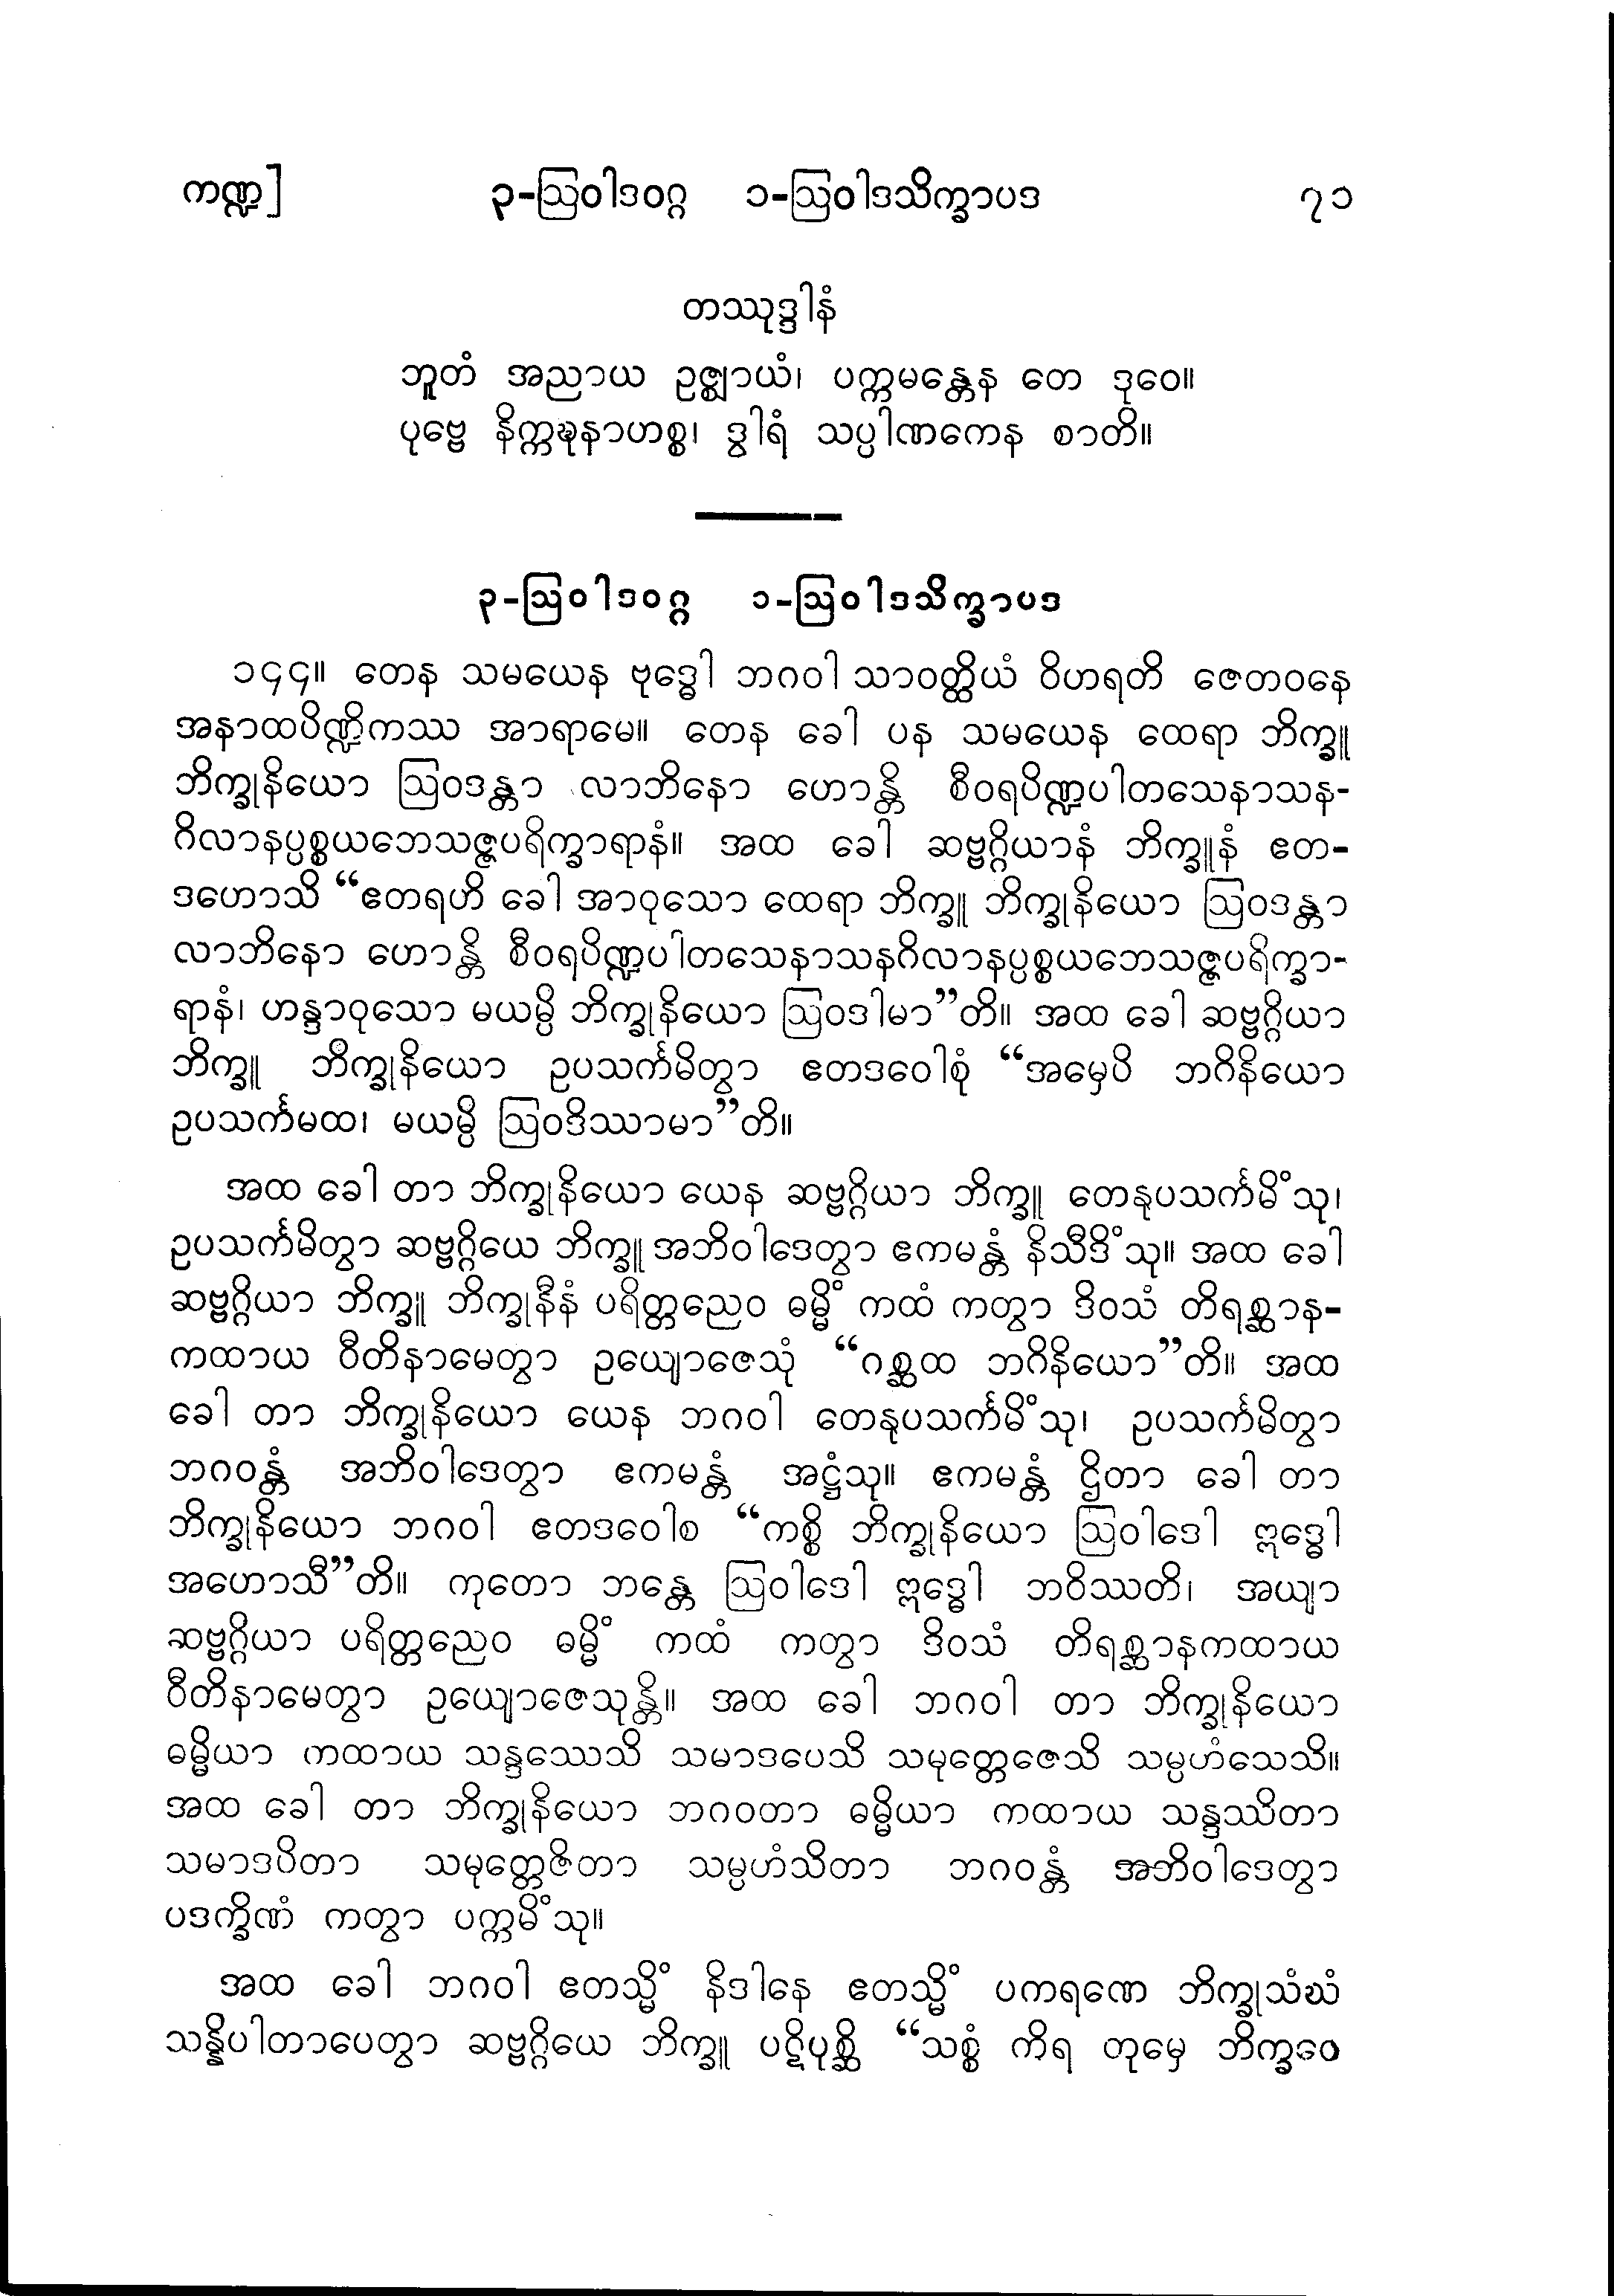 ကဏ္ဍ] ၃-ဩဝါဒဝဂ္ဂ ၁-ဩဝါဒသိက္ခာပဒ ၇၁
တဿုဒ္ဒါနံ
ဘူတံ အညာယ ဥဇ္ဈာယံ၊ ပက္ကမန္တေန တေ ဒုဝေ။
ပုဗ္ဗေ နိက္ကဍ္ဎနာဟစ္စ၊ ဒွါရံ သပ္ပါဏကေန စာတိ။
၃-ဩဝါဒဝဂ္ဂ ၁-ဩဝါဒသိက္ခာပဒ
၁၄၄။ တေန သမယေန ဗုဒ္ဓေါ ဘဂဝါ သာဝတ္ထိယံ ဝိဟရတိ ဇေတဝနေ
အနာထပိဏ္ဍိကဿ အာရာမေ။ တေန ခေါ ပန သမယေန ထေရာ ဘိက္ခူ
ဘိက္ခုနိယော ဩဝဒန္တာ လာဘိနော ဟောန္တိ စီဝရပိဏ္ဍပါတသေနာသန-
ဂိလာနပ္ပစ္စယဘေသဇ္ဇပရိက္ခာရာနံ။ အထ ခေါ ဆဗ္ဗဂ္ဂိယာနံ ဘိက္ခူနံ ဧတ-
ဒဟောသိ “ဧတရဟိ ခေါ အာဝုသော ထေရာ ဘိက္ခူ ဘိက္ခုနိယော ဩဝဒန္တာ
လာဘိနော ဟောန္တိ စီဝရပိဏ္ဍပါတသေနာသနဂိလာနပ္ပစ္စယဘေသဇ္ဇပရိက္ခာ-
ရာနံ၊ ဟန္ဒာဝုသော မယမ္ပိ ဘိက္ခုနိယော ဩဝဒါမာ”တိ။ အထ ခေါ ဆဗ္ဗဂ္ဂိယာ
ဘိက္ခူ ဘိက္ခုနိယော ဥပသင်္ကမိတွာ ဧတဒဝေါစုံ “အမှေပိ ဘဂိနိယော
ဥပသင်္ကမထ၊ မယမ္ပိ ဩဝဒိဿာမာ”တိ။
အထ ခေါ တာ ဘိက္ခုနိယော ယေန ဆဗ္ဗဂ္ဂိယာ ဘိက္ခူ တေနုပသင်္ကမိံသု၊
ဥပသင်္ကမိတွာ ဆဗ္ဗဂ္ဂိယေ ဘိက္ခူ အဘိဝါဒေတွာ ဧကမန္တံ နိသီဒိံသု။ အထ ခေါ
ဆဗ္ဗဂ္ဂိယာ ဘိက္ခူ ဘိက္ခုနီနံ ပရိတ္တညေဝ ဓမ္မိံ ကထံ ကတွာ ဒိဝသံ တိရစ္ဆာန-
ကထာယ ဝီတိနာမေတွာ ဥယျောဇေသုံ “ဂစ္ဆထ ဘဂိနိယော”တိ။ အထ
ခေါ တာ ဘိက္ခုနိယော ယေန ဘဂဝါ တေနုပသင်္ကမိံသု၊ ဥပသင်္ကမိတွာ
ဘဂဝန္တံ အဘိဝါဒေတွာ ဧကမန္တံ အဋ္ဌံသု။ ဧကမန္တံ ဌိတာ ခေါ တာ
ဘိက္ခုနိယော ဘဂဝါ ဧတဒဝေါစ “ကစ္စိ ဘိက္ခုနိယော ဩဝါဒေါ ဣဒ္ဓေါ
အဟောသီ”တိ။ ကုတော ဘန္တေ ဩဝါဒေါ ဣဒ္ဓေါ ဘဝိဿတိ၊ အယျာ
ဆဗ္ဗဂ္ဂိယာ ပရိတ္တညေဝ ဓမ္မိံ ကထံ ကတွာ ဒိဝသံ တိရစ္ဆာနကထာယ
ဝီတိနာမေတွာ ဥယျောဇေသုန္တိ။ အထ ခေါ ဘဂဝါ တာ ဘိက္ခုနိယော
ဓမ္မိယာ ကထာယ သန္ဒဿေသိ သမာဒပေသိ သမုတ္တေဇေသိ သမ္ပဟံသေသိ။
အထ ခေါ တာ ဘိက္ခုနိယော ဘဂဝတာ ဓမ္မိယာ ကထာယ သန္ဒဿိတာ
သမာဒပိတာ သမုတ္တေဇိတာ သမ္ပဟံသိတာ ဘဂဝန္တံ အဘိဝါဒေတွာ
ပဒက္ခိဏံ ကတွာ ပက္ကမိံသု။
အထ ခေါ ဘဂဝါ ဧတသ္မိံ နိဒါနေ ဧတသ္မိံ ပကရဏေ ဘိက္ခုသံဃံ
သန္နိပါတာပေတွာ ဆဗ္ဗဂ္ဂိယေ ဘိက္ခူ ပဋိပုစ္ဆိ “သစ္စံ ကိရ တုမှေ ဘိက္ခဝေ